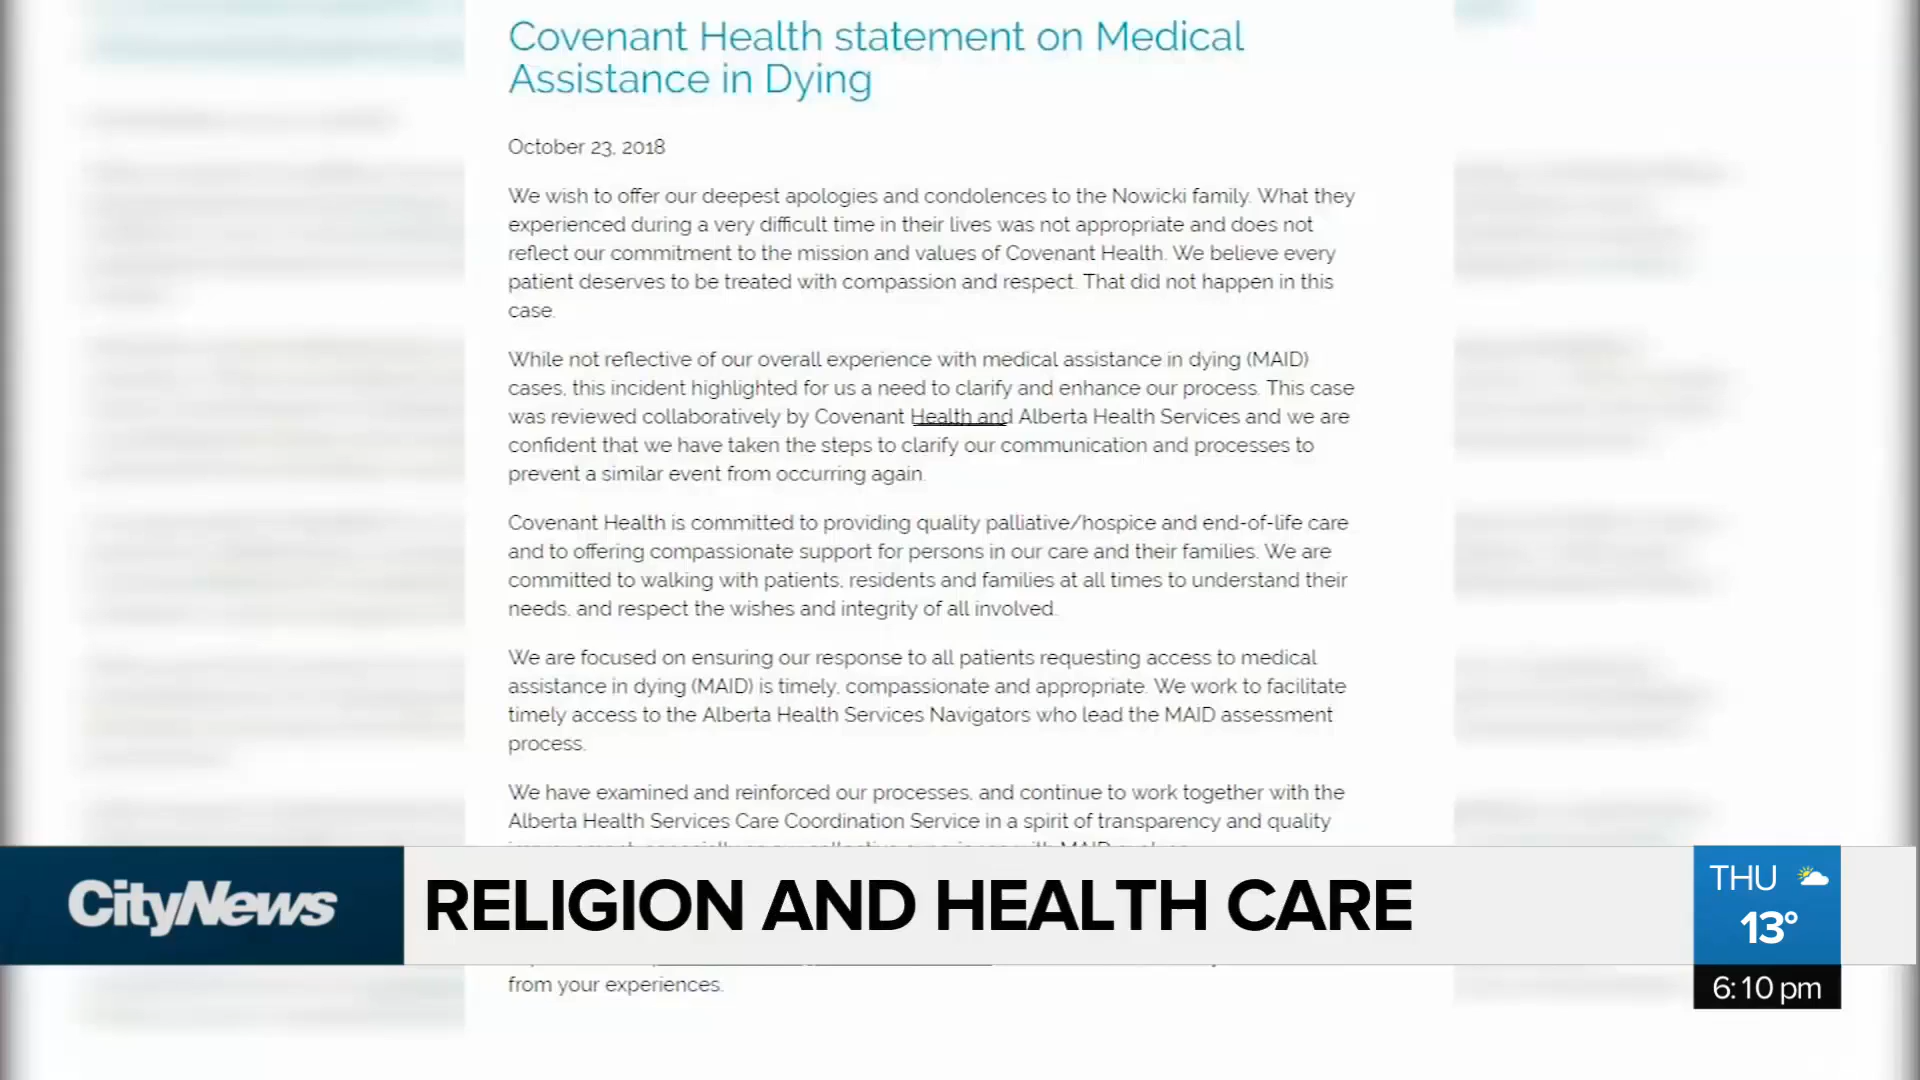 Covenant Health statement on Medical
Assistance in Dying
October 23, 2018
We wish to offer our deepest apologies and condolences to the Nowicki family. What they
experienced during a very difficult time in their lives was not appropriate and does not
reflect our commitment to the mission and values of Covenant Health. We believe every
patient deserves to be treated with compassion and respect. That did not happen in this
case.
While not reflective of our overall experience with medical assistance in dying (MAID)
cases, this incident highlighted for us a need to clarify and enhance our process. This case
was reviewed collaboratively by Covenant Health and Alberta Health Services and we are
confident that we have taken the steps to clarify our communication and processes to
prevent a similar event from occurring again.
Covenant Health is committed to providing quality palliative/hospice and end-of-life care
and to offering compassionate support for persons in our care and their families. We are
committed to walking with patients, residents and families at all times to understand their
needs, and respect the wishes and integrity of all involved.
We are focused on ensuring our response to all patients requesting access to medical
assistance in dying (MAID) is timely, compassionate and appropriate. We work to facilitate
timely access to the Alberta Health Services Navigators who lead the MAID assessment
process.
We have examined and reinforced our processes, and continue to work together with the
Alberta Health Services Care Coordination Service in a spirit of transparency and quality
CityNews
RELIGION AND HEALTH CARE
THU
13°
6:10 pm
from your experiences.